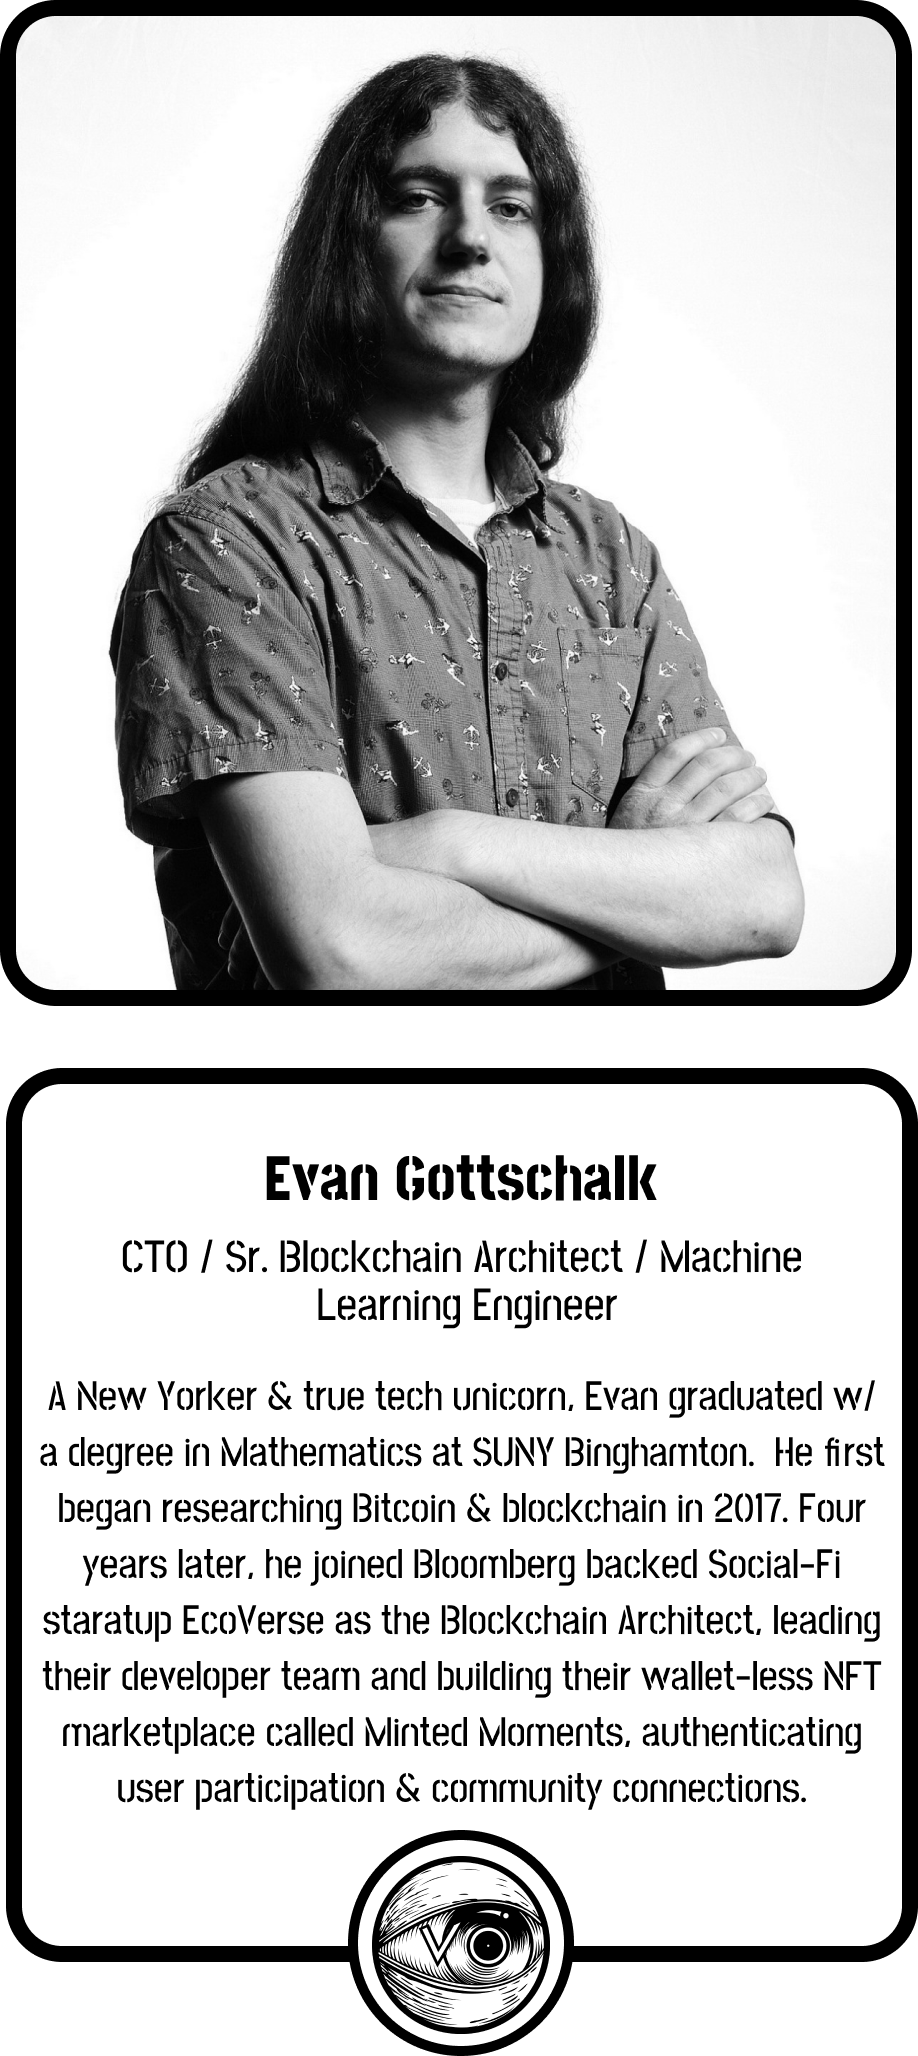 Evan Gottschalk
CTO / Sr. Blockchain Architect / Machine
Learning Engineer
A New Yorker & true tech unicorn, Evan graduated w/
a degree in Mathematics at SUNY Binghamton.  He first
began researching Bitcoin & blockchain in 2017. Four
years later, he joined Bloomberg backed Social-Fi
staratup EcoVerse as the Blockchain Architect, leading
their developer team and building their wallet-less NFT
marketplace called Minted Moments, authenticating
user participation & community connections.
V